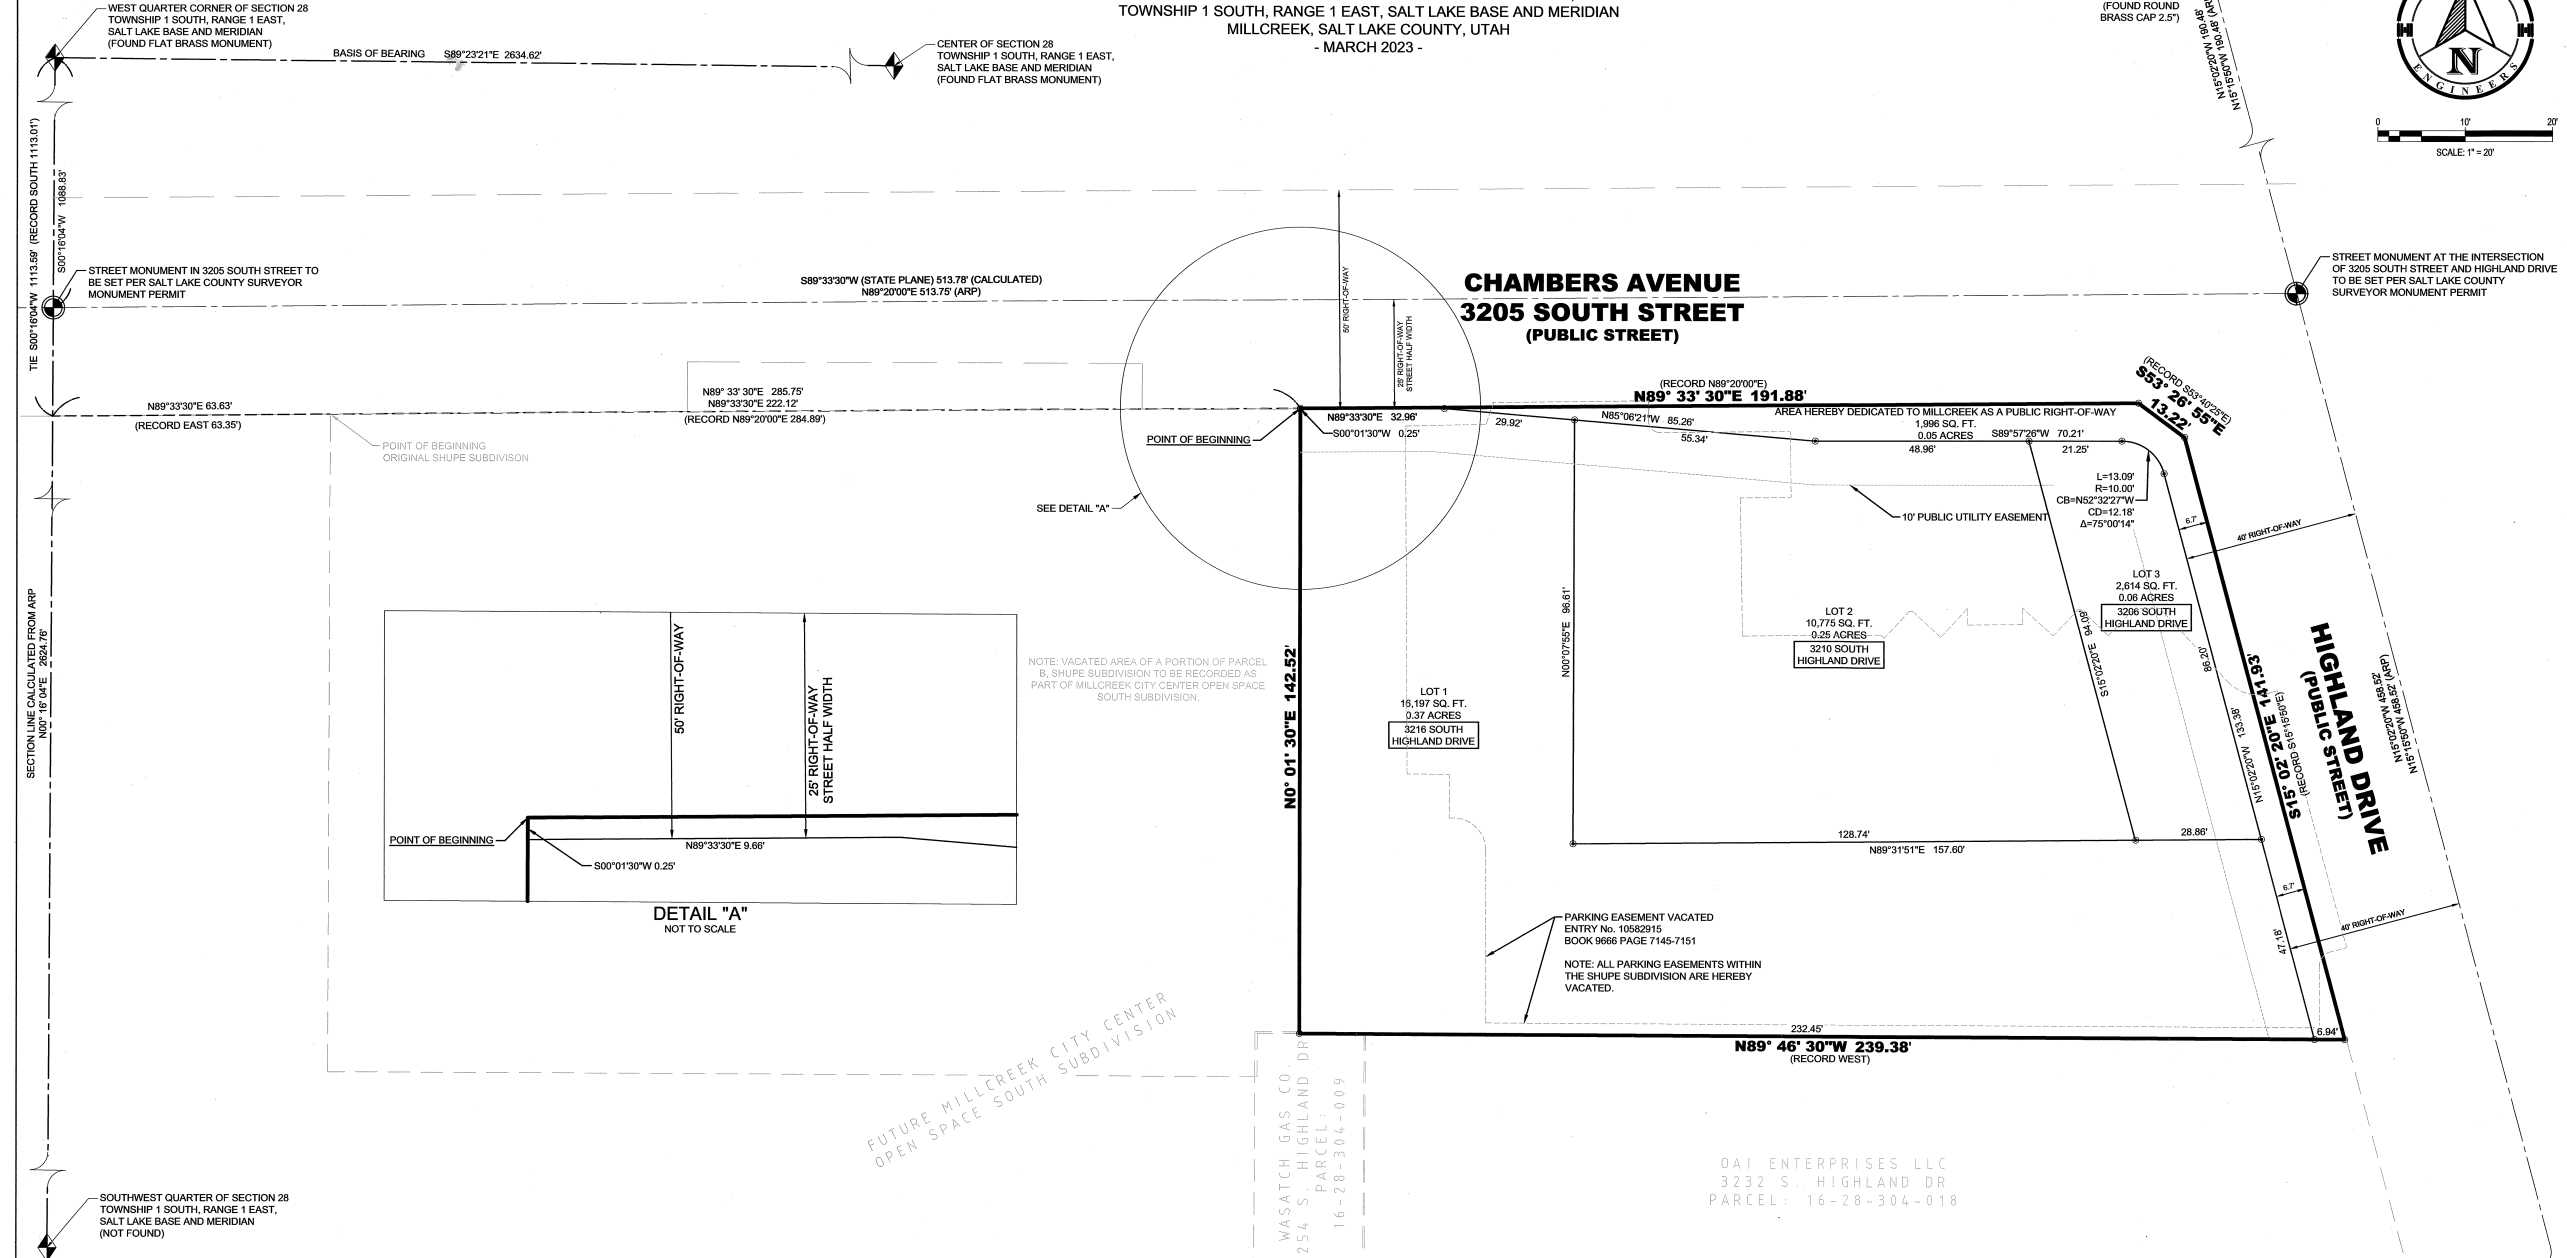 WEST QUARTER CORNER OF SECTION 28
TOWNSHIP 1 SOUTH, RANGE 1 EAST,
SALT LAKE BASE AND MERIDIAN
(FOUND FLAT BRASS MONUMENT)
BASIS OF BEARING S89°23'21"E 2634.62'
CENTER OF SECTION 28
TOWNSHIP 1 SOUTH, RANGE 1 EAST,
SALT LAKE BASE AND MERIDIAN
(FOUND FLAT BRASS MONUMENT)
TOWNSHIP 1 SOUTH, RANGE 1 EAST, SALT LAKE BASE AND MERIDIAN
MILLCREEK, SALT LAKE COUNTY, UTAH
- MARCH 2023 -
(FOUND ROUND
BRASS CAP 2.5")
N15°02'20"W 190.48'
N15°15'50"W 190.48' (AR
N
ENGINEERS
0 10' 20'
SCALE: 1" = 20'
TIE S00°16'04"W 1113.59' (RECORD SOUTH 1113.01')
S00°16'04"W 1088.83'
STREET MONUMENT IN 3205 SOUTH STREET TO
BE SET PER SALT LAKE COUNTY SURVEYOR
MONUMENT PERMIT
S89°33'30"W (STATE PLANE) 513.78' (CALCULATED)
N89°20'00"E 513.75' (ARP)
50' RIGHT-OF-WAY
25' RIGHT-OF-WAY
STREET HALF WIDTH
CHAMBERS AVENUE
3205 SOUTH STREET
(PUBLIC STREET)
STREET MONUMENT AT THE INTERSECTION
OF 3205 SOUTH STREET AND HIGHLAND DRIVE
TO BE SET PER SALT LAKE COUNTY
SURVEYOR MONUMENT PERMIT
N89°33'30"E 63.63'
(RECORD EAST 63.35')
N89° 33' 30"E 285.75'
N89°33'30"E 222.12'
(RECORD N89°20'00"E 284.89')
POINT OF BEGINNING
ORIGINAL SHUPE SUBDIVISON
POINT OF BEGINNING
N89°33'30"E 32.96'
S00°01'30"W 0.25'
(RECORD N89°20'00"E)
N89° 33' 30"E 191.88'
AREA HEREBY DEDICATED TO MILLCREEK AS A PUBLIC RIGHT-OF-WAY
1,996 SQ. FT.
0.05 ACRES
(RECORD S53°40'25"E)
S53° 26' 55"E
13.22'
29.92'
N85°06'21"W 85.26'
55.34'
S89°57'26"W 70.21'
48.96'
21.25'
L=13.09'
R=10.00'
CB=N52°32'27"W
CD=12.18'
Δ=75°00'14"
SEE DETAIL "A"
10' PUBLIC UTILITY EASEMENT
6.7'
40' RIGHT-OF-WAY
LOT 3
2,614 SQ. FT.
0.06 ACRES
3206 SOUTH
HIGHLAND DRIVE
LOT 2
10,775 SQ. FT.
0.25 ACRES
3210 SOUTH
HIGHLAND DRIVE
LOT 1
16,197 SQ. FT.
0.37 ACRES
3216 SOUTH
HIGHLAND DRIVE
N00°07'55"E 96.61'
S15°02'20"E 94.09'
86.20'
N15°02'20"W 133.38'
S15° 02' 20"E 141.93'
(RECORD S15°15'50"E)
HIGHLAND DRIVE
(PUBLIC STREET)
N15°02'20"W 458.52'
N15°15'50"W 458.52' (ARP)
SECTION LINE CALCULATED FROM ARP
N00° 16' 04"E 2624.76'
50' RIGHT-OF-WAY
25' RIGHT-OF-WAY
STREET HALF WIDTH
POINT OF BEGINNING
N89°33'30"E 9.66'
S00°01'30"W 0.25'
DETAIL "A"
NOT TO SCALE
NOTE: VACATED AREA OF A PORTION OF PARCEL
B, SHUPE SUBDIVISION TO BE RECORDED AS
PART OF MILLCREEK CITY CENTER OPEN SPACE
SOUTH SUBDIVISION.
N0° 01' 30"E 142.52'
128.74'
28.86'
N89°31'51"E 157.60'
6.7'
40' RIGHT-OF-WAY
47.18'
PARKING EASEMENT VACATED
ENTRY No. 10582915
BOOK 9666 PAGE 7145-7151
NOTE: ALL PARKING EASEMENTS WITHIN
THE SHUPE SUBDIVISION ARE HEREBY
VACATED.
232.45'
6.94'
N89° 46' 30"W 239.38'
(RECORD WEST)
FUTURE MILLCREEK CITY CENTER
OPEN SPACE SOUTH SUBDIVISION
WASATCH GAS CO.
254 S. HIGHLAND DR
PARCEL:
16-28-304-009
OAI ENTERPRISES LLC
3232 S. HIGHLAND DR
PARCEL: 16-28-304-018
SOUTHWEST QUARTER OF SECTION 28
TOWNSHIP 1 SOUTH, RANGE 1 EAST,
SALT LAKE BASE AND MERIDIAN
(NOT FOUND)